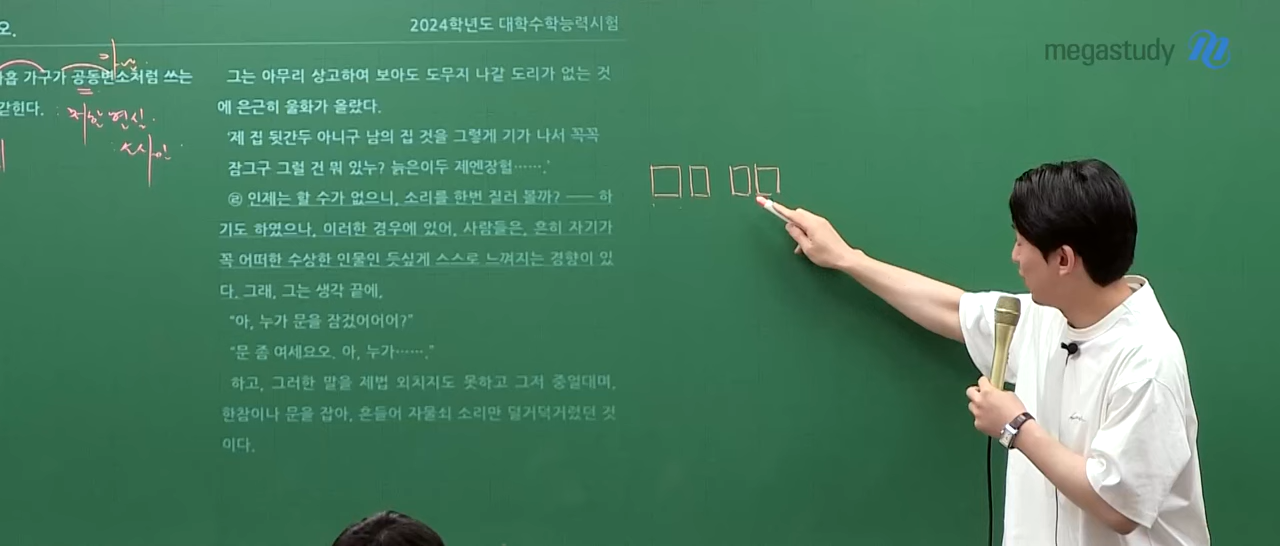 오.
2024학년도 대학수학능력시험
megastudy
가구가 공동변소처럼 쓰는
갇힌다.
그는 아무리 상고하여 보아도 도무지 나갈 도리가 없는 것
에 은근히 울화가 올랐다.
‘제 집 뒷간두 아니구 남의 집 것을 그렇게 기가 나서 꼭꼭
잠그구 그럴 건 뭐 있누? 늙은이두 제엔장헐…….’
㉣ 인제는 할 수가 없으니, 소리를 한번 질러 볼까? ── 하
기도 하였으나, 이러한 경우에 있어, 사람들은, 흔히 자기가
꼭 어떠한 수상한 인물인 듯싶게 스스로 느껴지는 경향이 있
다. 그래, 그는 생각 끝에,
“아, 누가 문을 잠겄어어어?”
“문 좀 여세요오. 아, 누가…….”
하고, 그러한 말을 제법 외치지도 못하고 그저 중얼대며,
한참이나 문을 잡아, 흔들어 자물쇠 소리만 덜거덕거렸던 것
이다.